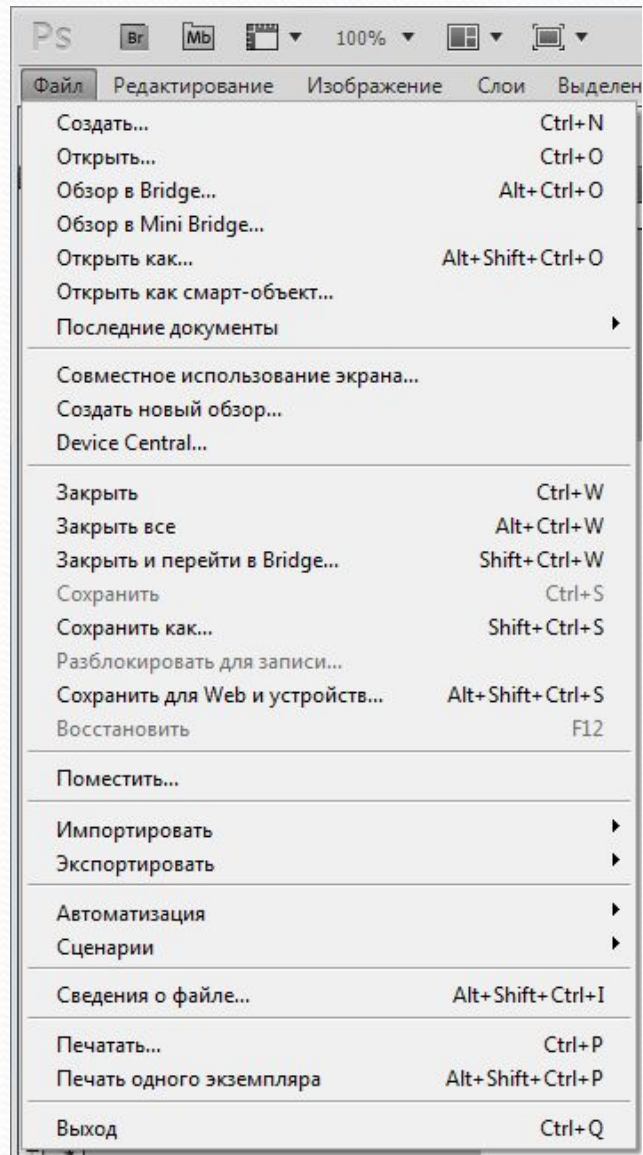 Ps Br Mb 100%
Файл Редактирование Изображение Слои Выделен
Создать... Ctrl+N
Открыть... Ctrl+O
Обзор в Bridge... Alt+Ctrl+O
Обзор в Mini Bridge...
Открыть как... Alt+Shift+Ctrl+O
Открыть как смарт-объект...
Последние документы
Совместное использование экрана...
Создать новый обзор...
Device Central...
Закрыть Ctrl+W
Закрыть все Alt+Ctrl+W
Закрыть и перейти в Bridge... Shift+Ctrl+W
Сохранить Ctrl+S
Сохранить как... Shift+Ctrl+S
Разблокировать для записи...
Сохранить для Web и устройств... Alt+Shift+Ctrl+S
Восстановить F12
Поместить...
Импортировать
Экспортировать
Автоматизация
Сценарии
Сведения о файле... Alt+Shift+Ctrl+I
Печатать... Ctrl+P
Печать одного экземпляра Alt+Shift+Ctrl+P
Выход Ctrl+Q